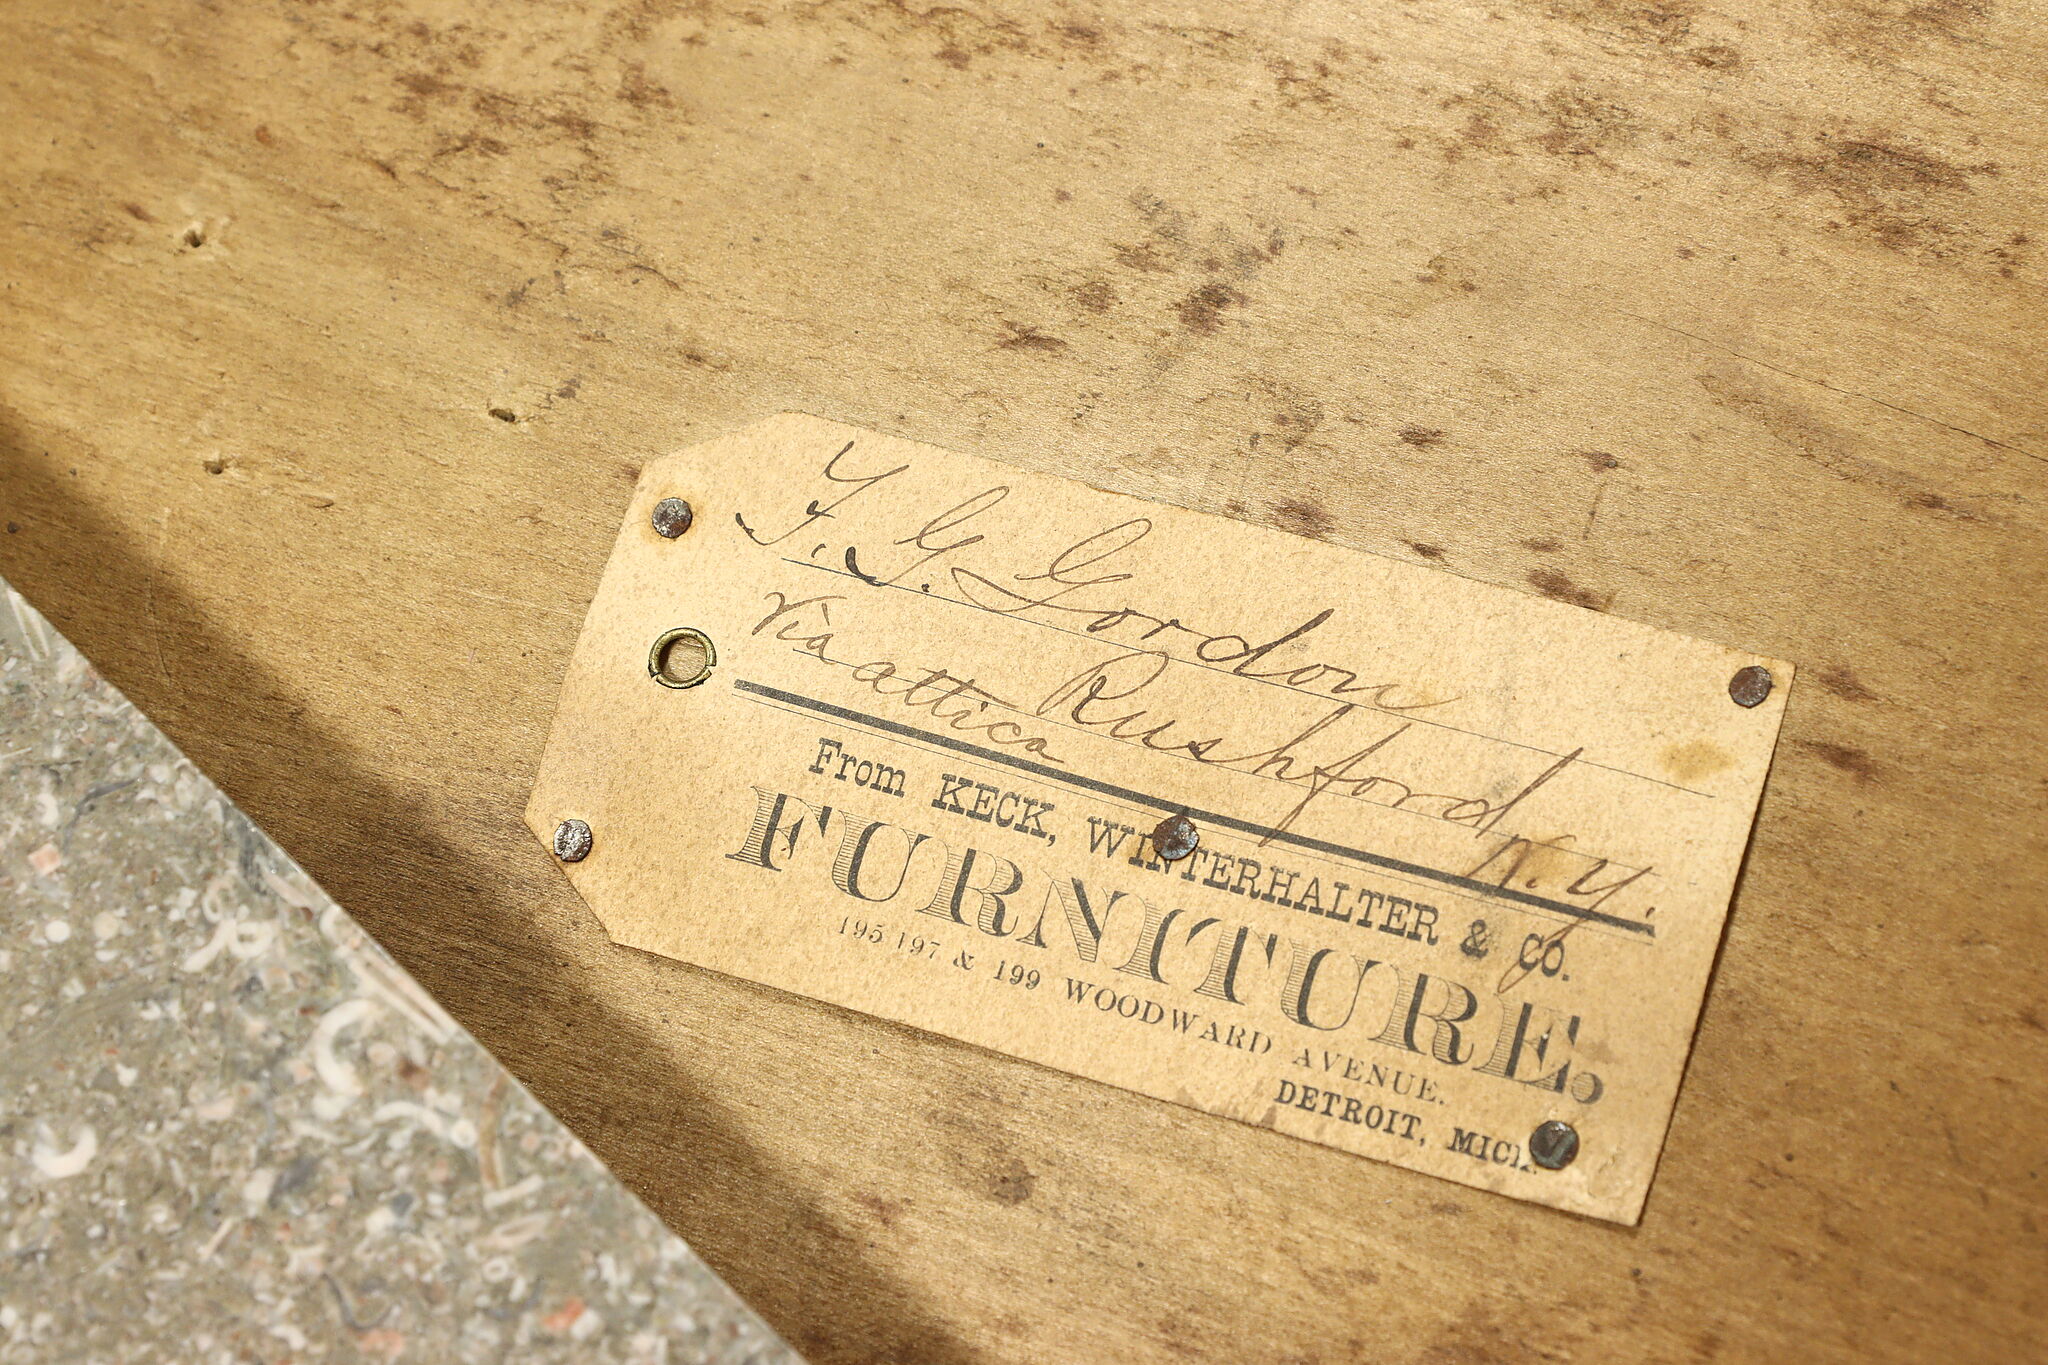 F. G. Gordon
Rushford N.Y.
via attica
From KECK, WINTERHALTER & CO.
FURNITURE.
195 197 & 199 WOODWARD AVENUE.
DETROIT, MICH.